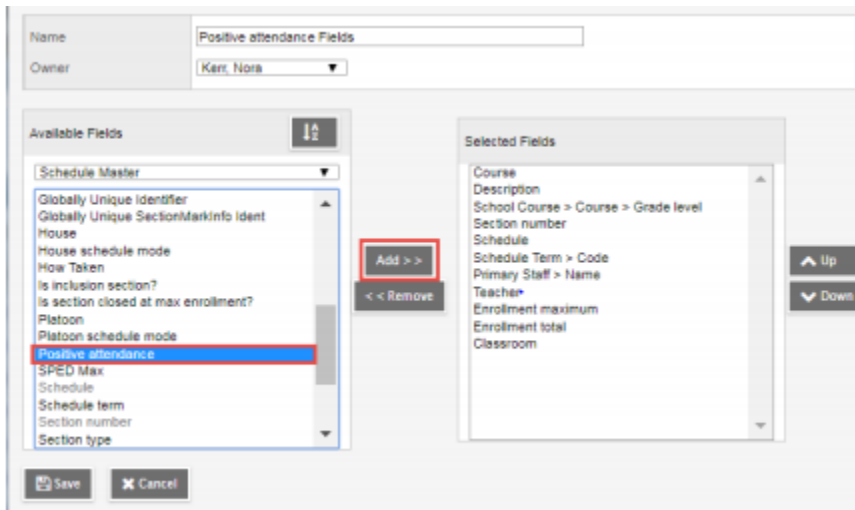 Name
Positive attendance Fields
Owner
Kerr, Nora
Available Fields
Schedule Master
Globally Unique Identifier
Globally Unique SectionMarkInfo Ident
House
House schedule mode
How Taken
Is inclusion section?
Is section closed at max enrollment?
Platoon
Platoon schedule mode
Positive attendance
SPED Max
Schedule
Schedule term
Section number
Section type
Add > >
< < Remove
Selected Fields
Course
Description
School Course > Course > Grade level
Section number
Schedule
Schedule Term > Code
Primary Staff > Name
Teacher
Enrollment maximum
Enrollment total
Classroom
Up
Down
Save
Cancel